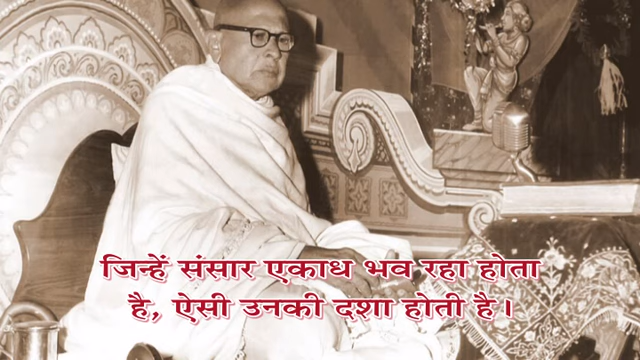 जिन्हें संसार एकाध भव रहा होता
है, ऐसी उनकी दशा होती है।